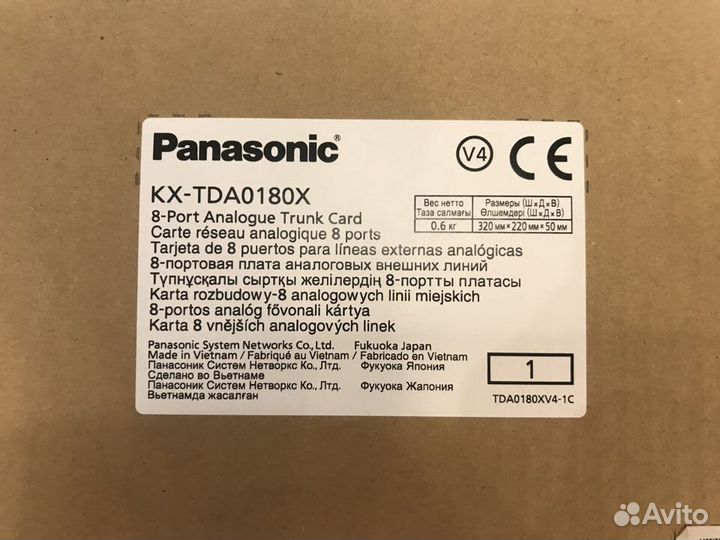 Panasonic®
V4 CE
KX-TDA0180X
8-Port Analogue Trunk Card
Carte réseau analogique 8 ports
Tarjeta de 8 puertos para líneas externas analógicas
8-портовая плата аналоговых внешних линий
Түпнұсқалы сыртқы желілердің 8-портты платасы
Karta rozbudowy-8 analogowych linii miejskich
8-portos analóg fővonali kártya
Karta 8 vnějších analogových linek
Вес нетто
Таза салмағы
0.6 кг
Размеры (Ш×Д×В)
Өлшемдері (Ш×Д×В)
320 мм×220 мм×50 мм
Panasonic System Networks Co.,Ltd. Fukuoka Japan
Made in Vietnam / Fabriqué au Vietnam / Fabricado en Vietnam
Панасоник Систем Нетворкс Ко., Лтд. Фукуока Япония
Сделано во Вьетнаме
Панасоник Систем Нетворкс Ко., Лтд. Фукуока Жапония
Вьетнамда жасалған
1
TDA0180XV4-1C
Avito